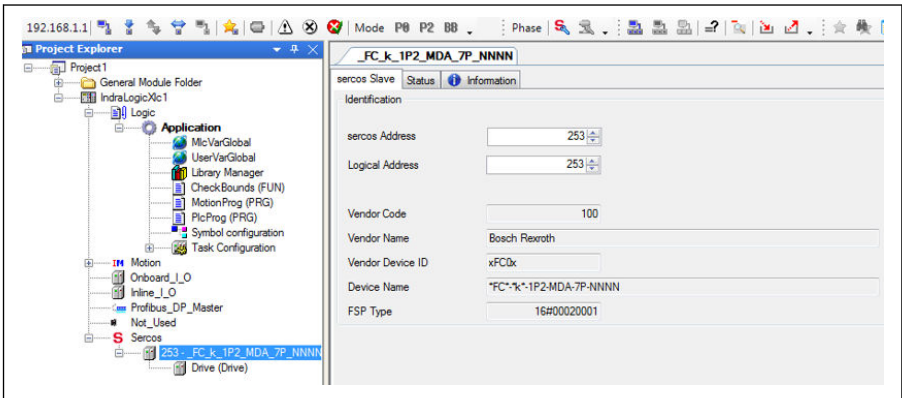 192.168.1.1 Mode P0 P2 BB Phase
Project Explorer
Project1
General Module Folder
IndraLogicXlc1
Logic
Application
MlcVarGlobal
UserVarGlobal
Library Manager
CheckBounds (FUN)
MotionProg (PRG)
PlcProg (PRG)
Symbol configuration
Task Configuration
IM Motion
Onboard_I_O
Inline_I_O
Profibus_DP_Master
Not_Used
S Sercos
253 - _FC_k_1P2_MDA_7P_NNNN
Drive (Drive)
_FC_k_1P2_MDA_7P_NNNN
sercos Slave Status Information
Identification
sercos Address 253
Logical Address 253
Vendor Code 100
Vendor Name Bosch Rexroth
Vendor Device ID xFC0x
Device Name *FC*-*k*-1P2-MDA-7P-NNNN
FSP Type 16#00020001